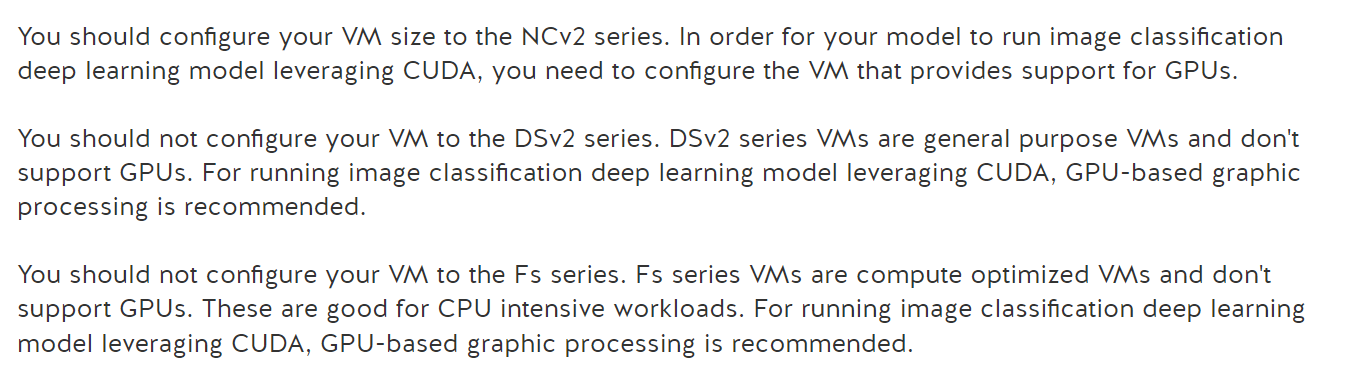 You should configure your VM size to the NCv2 series. In order for your model to run image classification
deep learning model leveraging CUDA, you need to configure the VM that provides support for GPUs.
You should not configure your VM to the DSv2 series. DSv2 series VMs are general purpose VMs and don't
support GPUs. For running image classification deep learning model leveraging CUDA, GPU-based graphic
processing is recommended.
You should not configure your VM to the Fs series. Fs series VMs are compute optimized VMs and don't
support GPUs. These are good for CPU intensive workloads. For running image classification deep learning
model leveraging CUDA, GPU-based graphic processing is recommended.